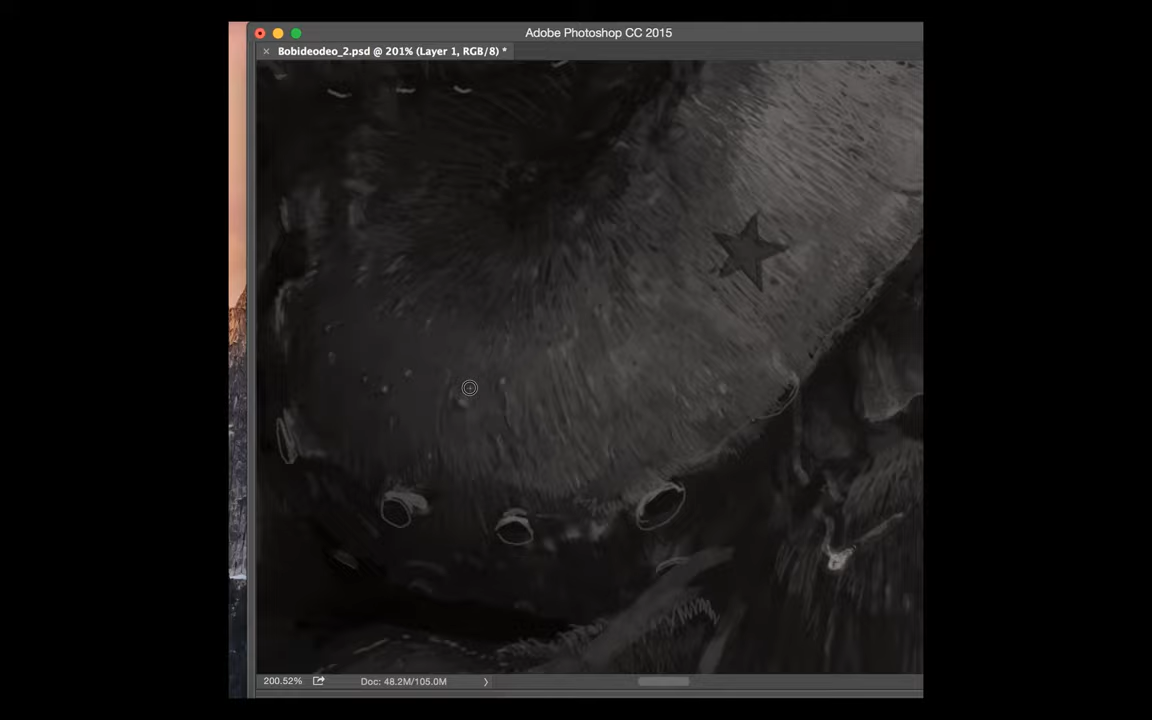 Adobe Photoshop CC 2015
× Bobideodeo_2.psd @ 201% (Layer 1, RGB/8) *
200.52% Doc: 48.2M/105.0M